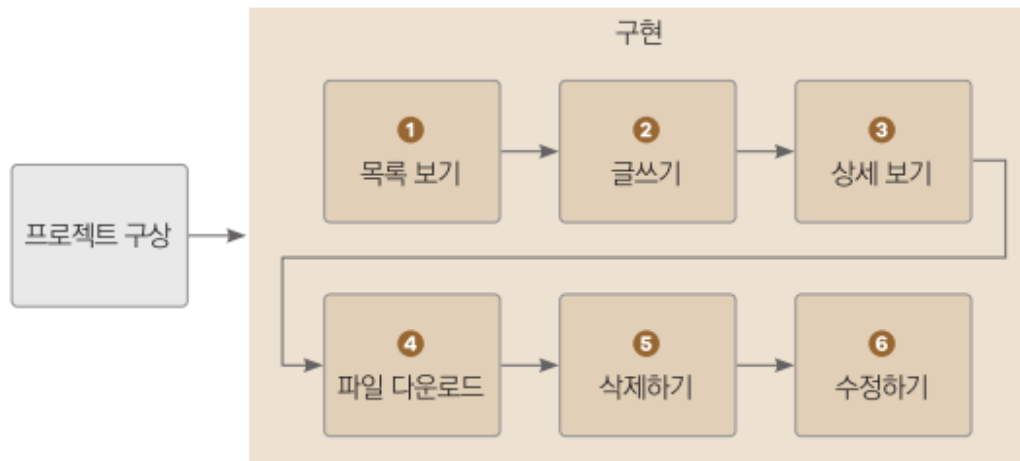 구현
프로젝트 구상
1
목록 보기
2
글쓰기
3
상세 보기
4
파일 다운로드
5
삭제하기
6
수정하기